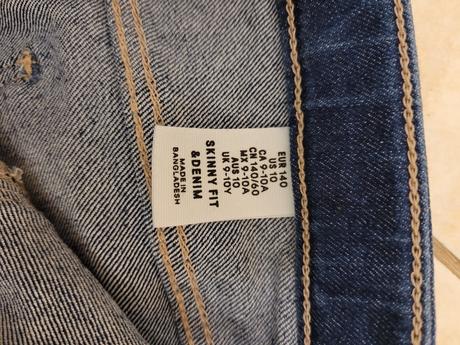 EUR 140
US 10
CA 9-10A
CN 140/60
MX 9-10A
AUS 10
UK 9-10Y
SKINNY FIT
&DENIM
MADE IN
BANGLADESH